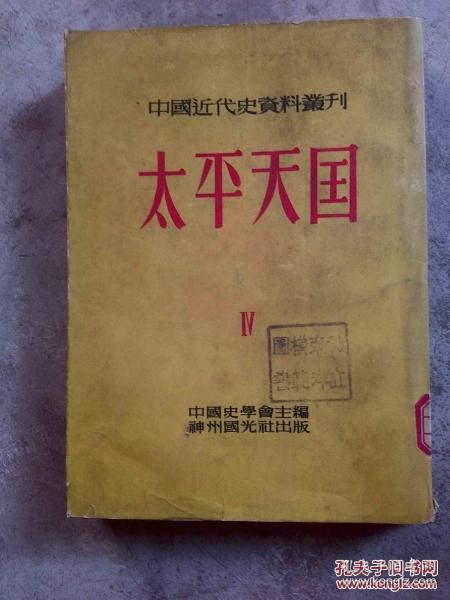 中國近代史資料叢刊
太平天囯
IV
中國史學會主編
神州國光社出版
孔夫子旧书网
www.kongfz.com